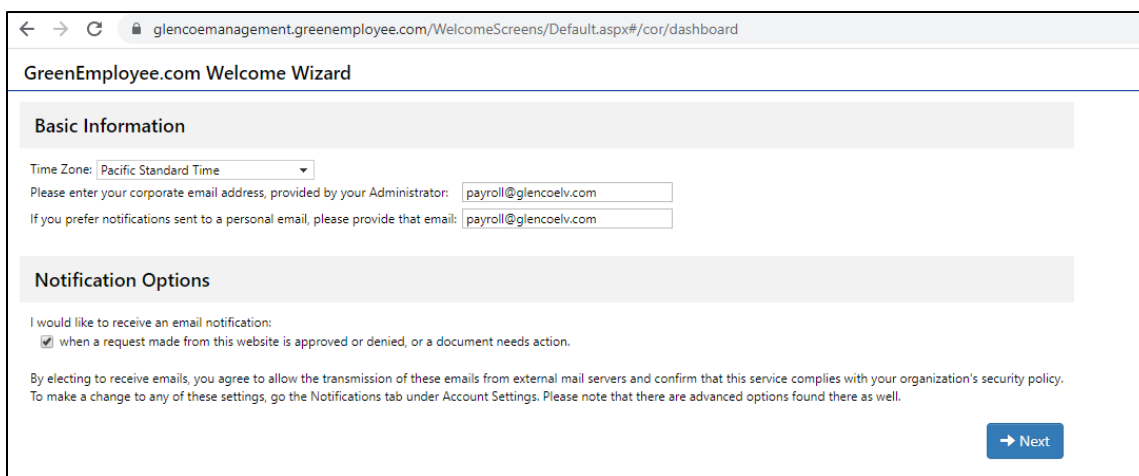 glencoemanagement.greenemployee.com/WelcomeScreens/Default.aspx#/cor/dashboard
GreenEmployee.com Welcome Wizard
Basic Information
Time Zone: Pacific Standard Time
Please enter your corporate email address, provided by your Administrator: payroll@glencoelv.com
If you prefer notifications sent to a personal email, please provide that email: payroll@glencoelv.com
Notification Options
I would like to receive an email notification:
when a request made from this website is approved or denied, or a document needs action.
By electing to receive emails, you agree to allow the transmission of these emails from external mail servers and confirm that this service complies with your organization's security policy.
To make a change to any of these settings, go the Notifications tab under Account Settings. Please note that there are advanced options found there as well.
Next